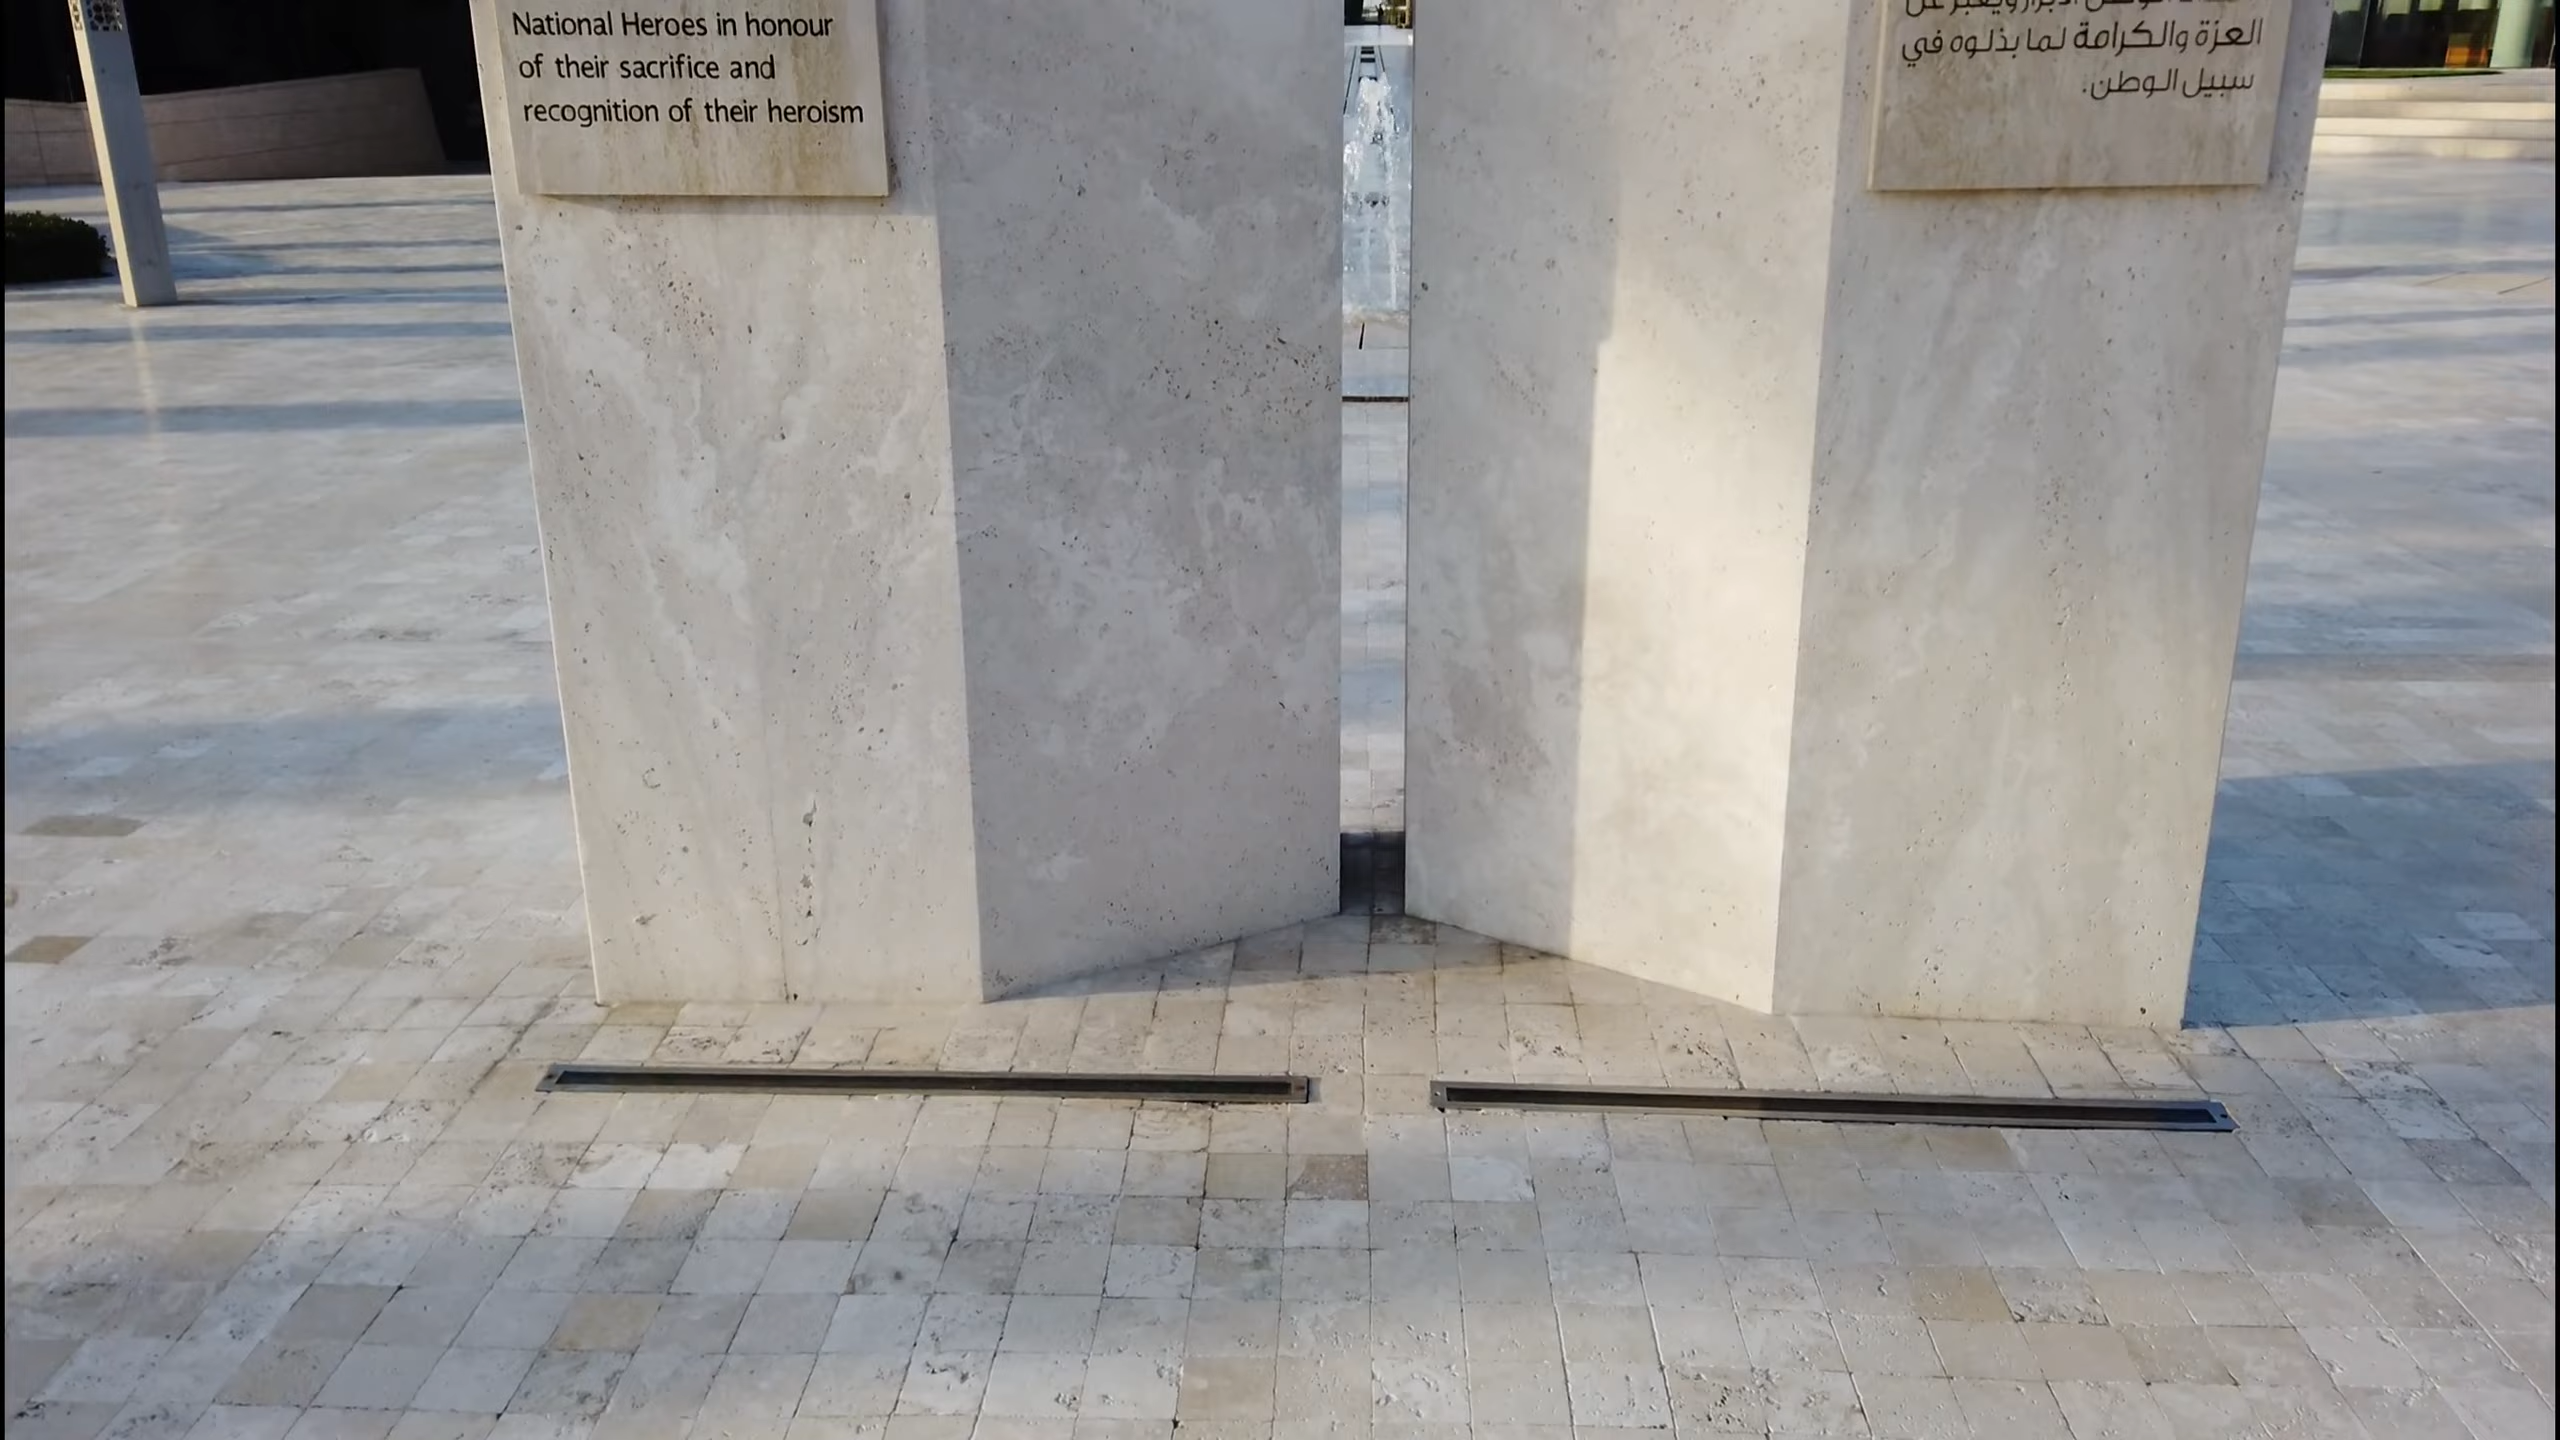 National Heroes in honour
of their sacrifice and
recognition of their heroism
العزة والكرامة لما بذلوه في
سبيل الوطن.